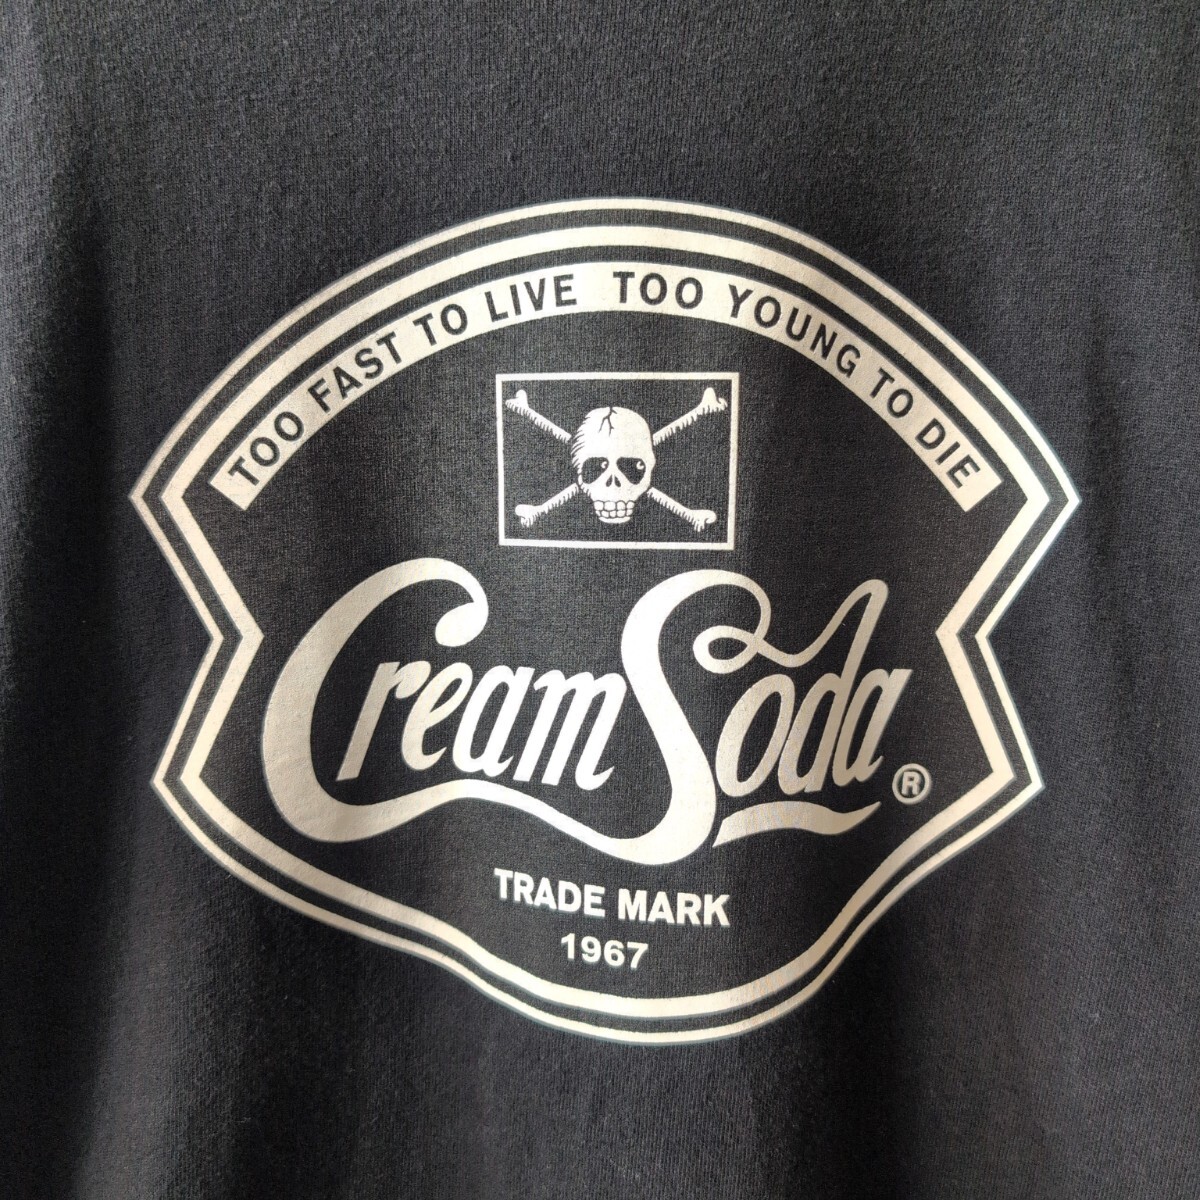 TOO FAST TO LIVE TOO YOUNG TO DIE
Cream Soda ®
TRADE MARK
1967